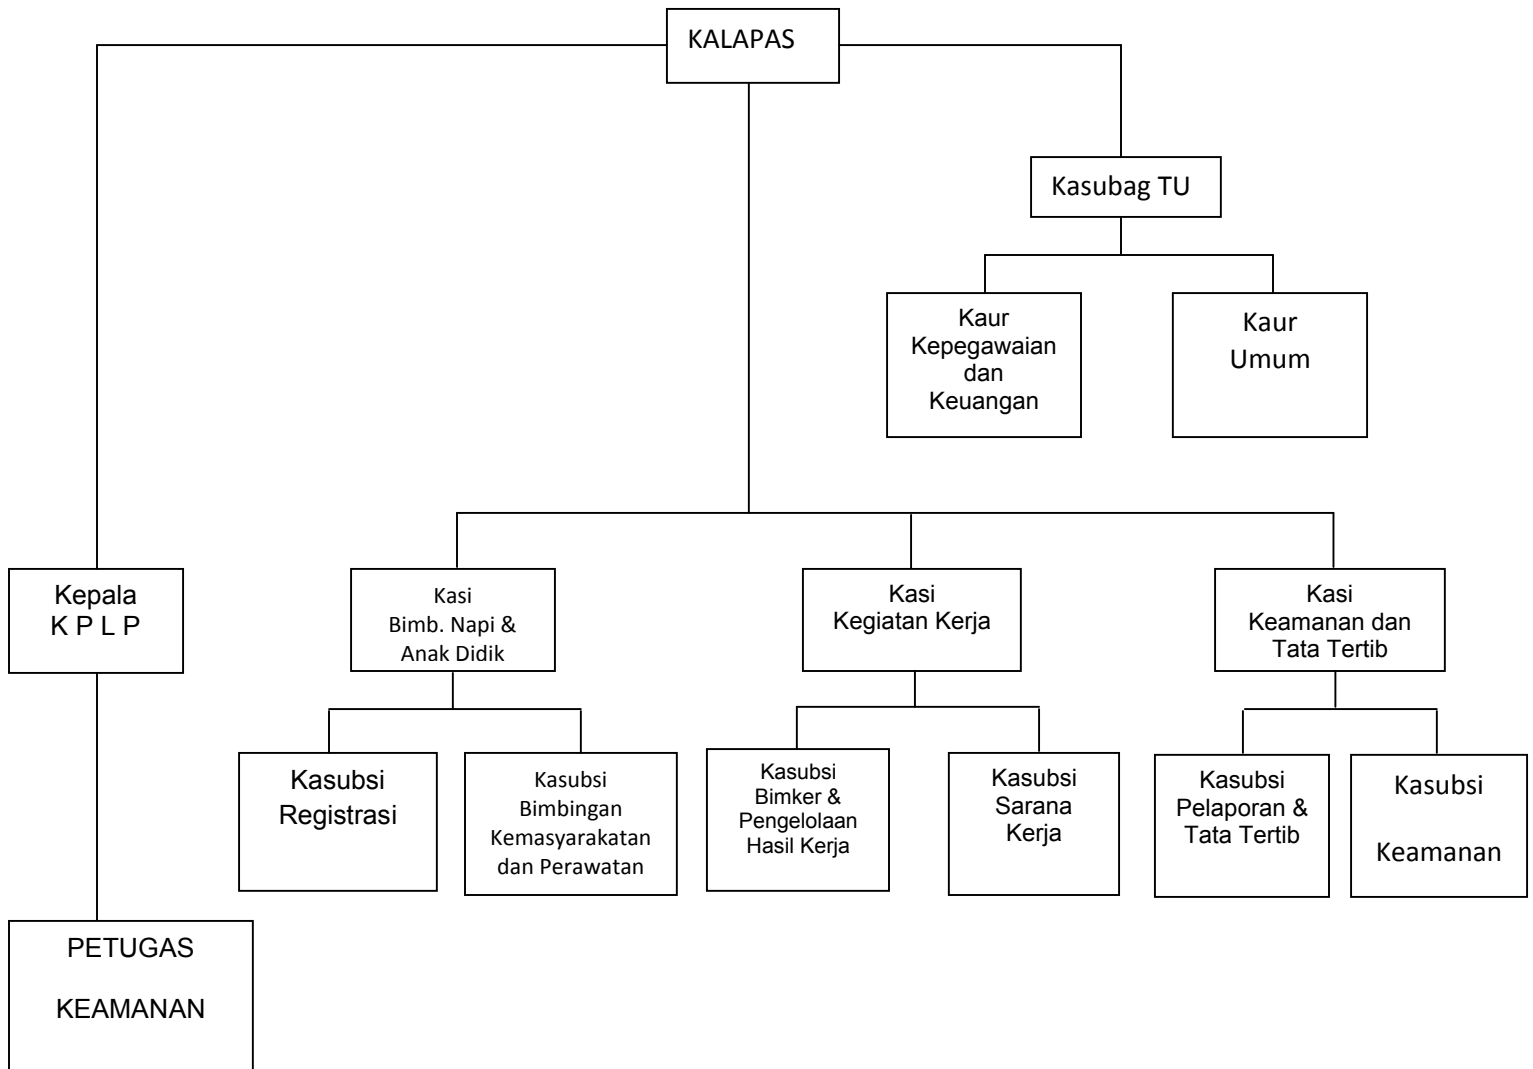 KALAPAS
Kasubag TU
Kaur
Kepegawaian
dan
Keuangan
Kaur
Umum
Kepala
K P L P
Kasi
Bimb. Napi &
Anak Didik
Kasi
Kegiatan Kerja
Kasi
Keamanan dan
Tata Tertib
Kasubsi
Registrasi
Kasubsi
Bimbingan
Kemasyarakatan
dan Perawatan
Kasubsi
Bimker &
Pengelolaan
Hasil Kerja
Kasubsi
Sarana
Kerja
Kasubsi
Pelaporan &
Tata Tertib
Kasubsi
Keamanan
PETUGAS
KEAMANAN